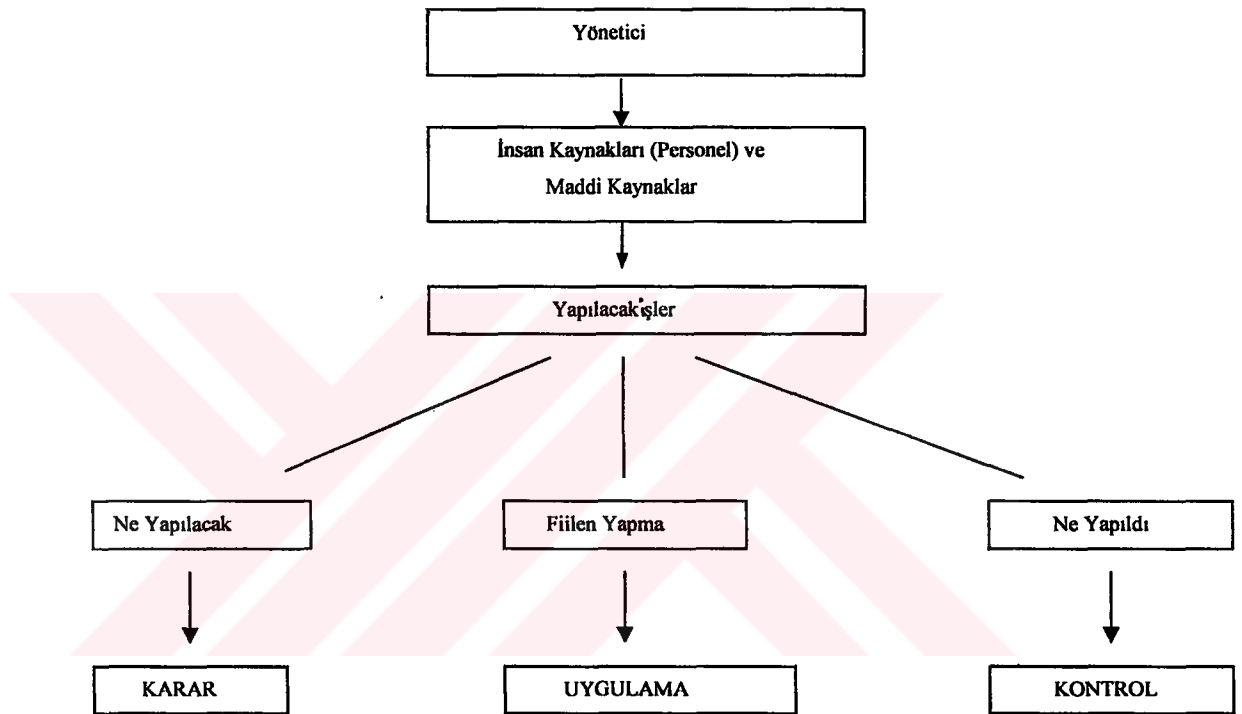 Yönetici
İnsan Kaynakları (Personel) ve
Maddi Kaynaklar
Yapılacak işler
Ne Yapılacak
Fiilen Yapma
Ne Yapıldı
KARAR
UYGULAMA
KONTROL